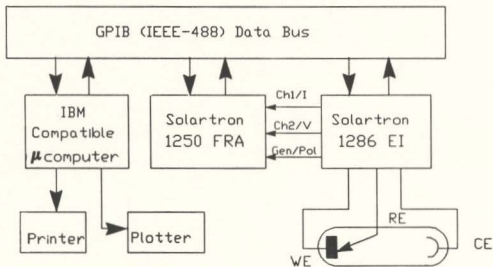 GPIB (IEEE-488) Data Bus
IBM
Compatible
μcomputer
Solartron
1250 FRA
Ch1/I
Ch2/V
Gen/Pol
Solartron
1286 EI
Printer
Plotter
RE
WE
CE